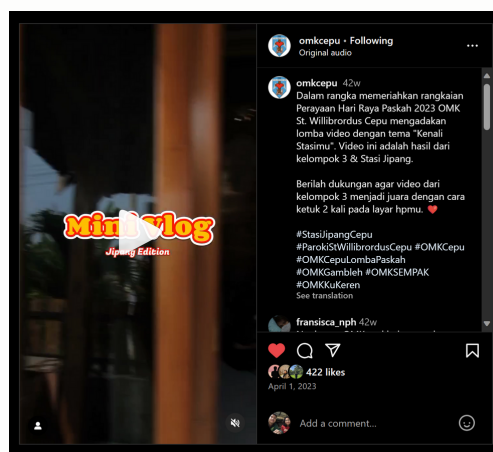 Mini Vlog
Jipang Edition
omkcepu • Following
Original audio
omkcepu 42w
Dalam rangka memeriahkan rangkaian
Perayaan Hari Raya Paskah 2023 OMK
St. Willibrordus Cepu mengadakan
lomba video dengan tema "Kenali
Stasimu". Video ini adalah hasil dari
kelompok 3 & Stasi Jipang.
Berilah dukungan agar video dari
kelompok 3 menjadi juara dengan cara
ketuk 2 kali pada layar hpmu. ❤️
#StasiJipangCepu
#ParokiStWillibrordusCepu #OMKCepu
#OMKCepuLombaPaskah
#OMKGambleh #OMKSEMPAK
#OMKKuKeren
See translation
fransisca_nph 42w
422 likes
April 1, 2023
Add a comment...